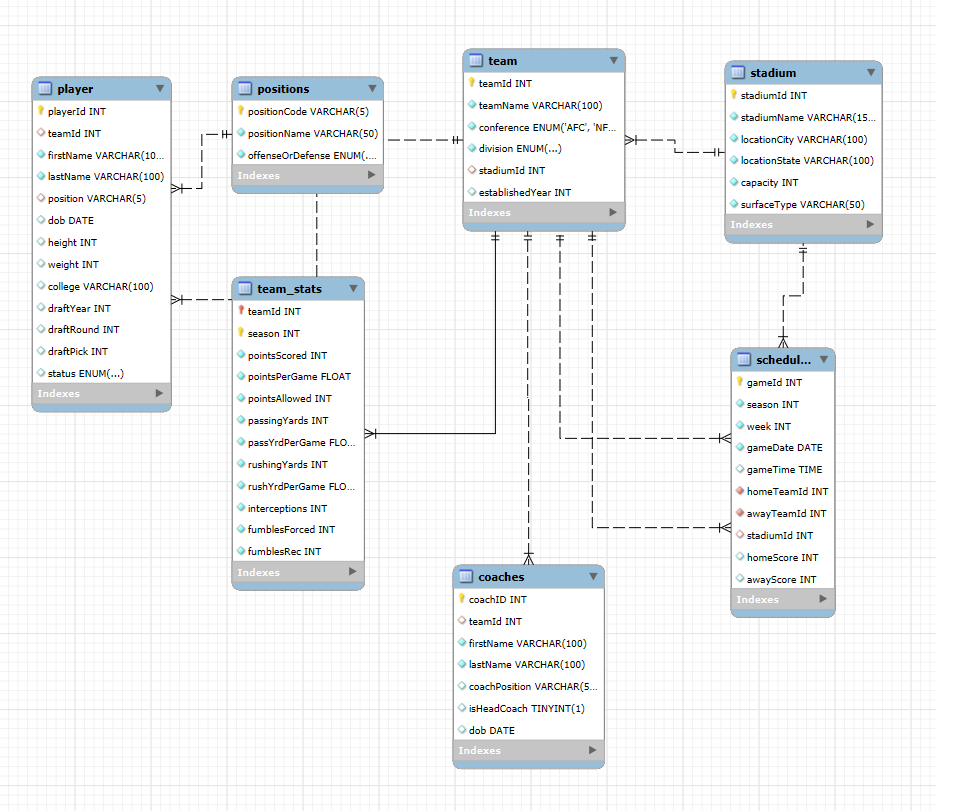 player
playerId INT
teamId INT
firstName VARCHAR(10...
lastName VARCHAR(100)
position VARCHAR(5)
dob DATE
height INT
weight INT
college VARCHAR(100)
draftYear INT
draftRound INT
draftPick INT
status ENUM(...)
Indexes
positions
positionCode VARCHAR(5)
positionName VARCHAR(50)
offenseOrDefense ENUM(....
Indexes
team
teamId INT
teamName VARCHAR(100)
conference ENUM('AFC', 'NF...
division ENUM(...)
stadiumId INT
establishedYear INT
Indexes
stadium
stadiumId INT
stadiumName VARCHAR(15...
locationCity VARCHAR(100)
locationState VARCHAR(100)
capacity INT
surfaceType VARCHAR(50)
Indexes
team_stats
teamId INT
season INT
pointsScored INT
pointsPerGame FLOAT
pointsAllowed INT
passingYards INT
passYrdPerGame FLO...
rushingYards INT
rushYrdPerGame FLO...
interceptions INT
fumblesForced INT
fumblesRec INT
Indexes
schedul...
gameId INT
season INT
week INT
gameDate DATE
gameTime TIME
homeTeamId INT
awayTeamId INT
stadiumId INT
homeScore INT
awayScore INT
Indexes
coaches
coachID INT
teamId INT
firstName VARCHAR(100)
lastName VARCHAR(100)
coachPosition VARCHAR(5...
isHeadCoach TINYINT(1)
dob DATE
Indexes